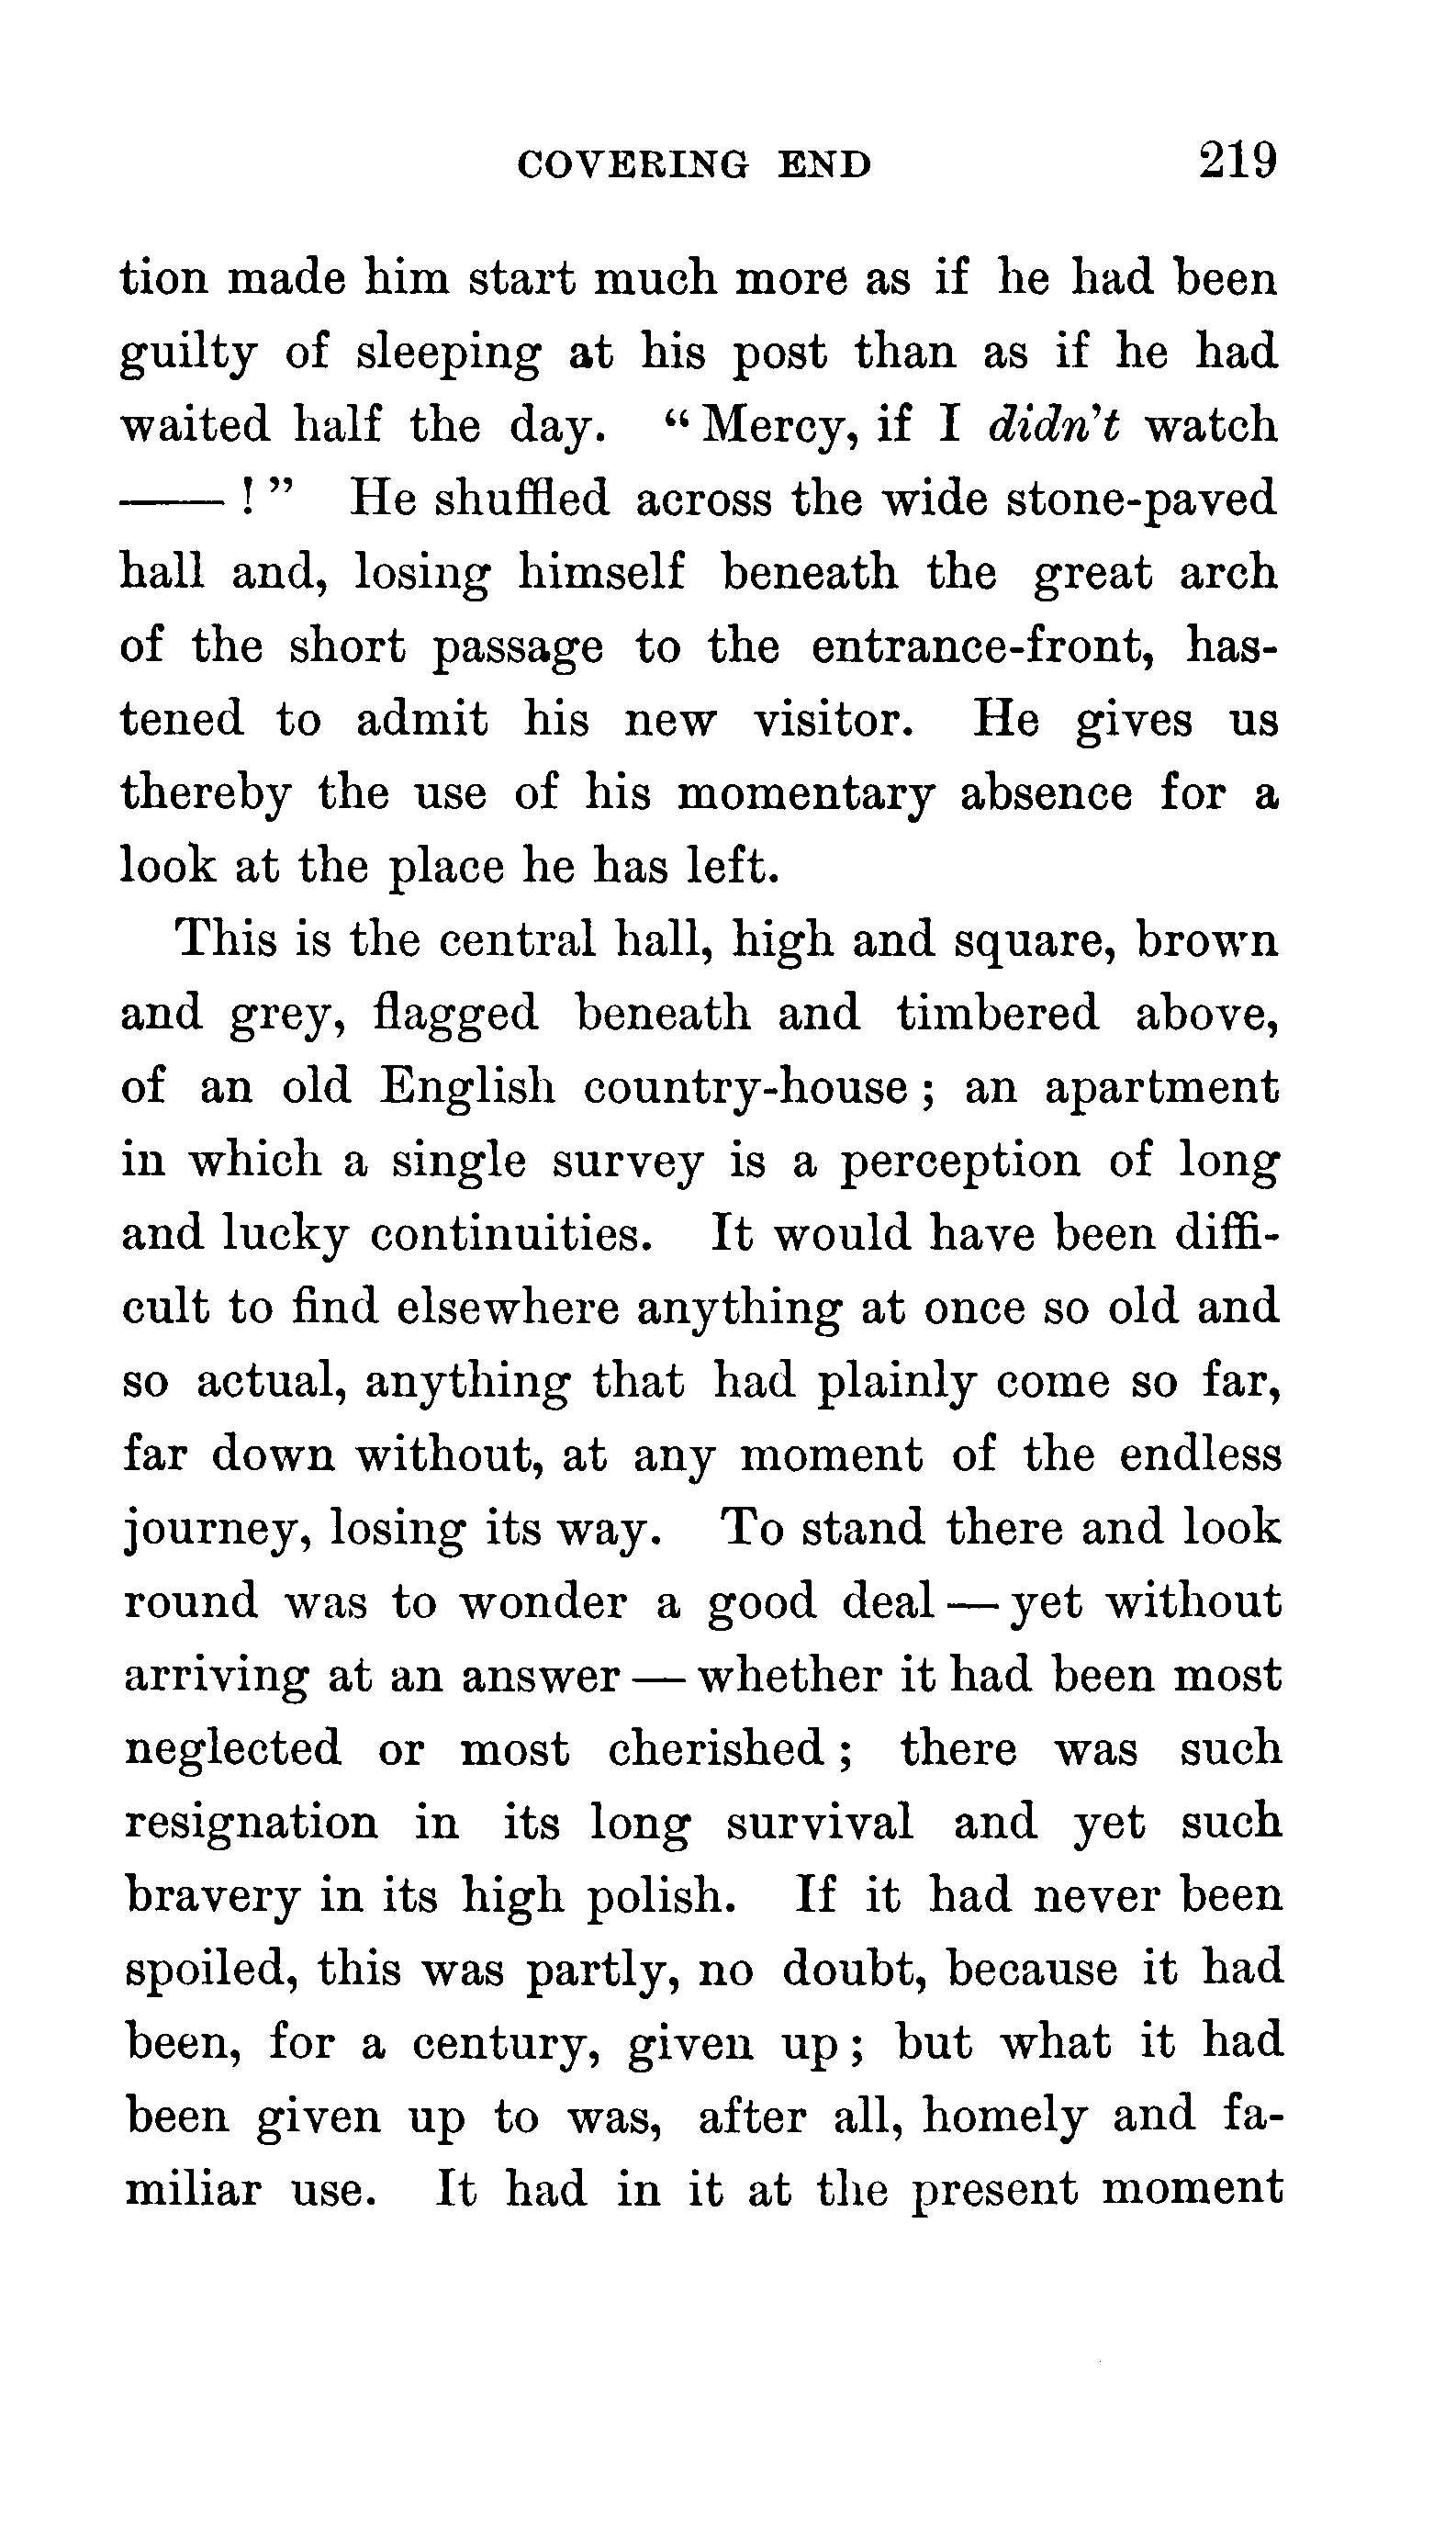 COVERING END 219
tion made him start much more as if he had been
guilty of sleeping at his post than as if he had
waited half the day. “Mercy, if I didn't watch
——! ” He shuffled across the wide stone-paved
hall and, losing himself beneath the great arch
of the short passage to the entrance-front, has-
tened to admit his new visitor. He gives us
thereby the use of his momentary absence for a
look at the place he has left.
This is the central hall, high and square, brown
and grey, flagged beneath and timbered above,
of an old English country-house ; an apartment
in which a single survey is a perception of long
and lucky continuities. It would have been diffi-
cult to find elsewhere anything at once so old and
so actual, anything that had plainly come so far,
far down without, at any moment of the endless
journey, losing its way. To stand there and look
round was to wonder a good deal — yet without
arriving at an answer — whether it had been most
neglected or most cherished ; there was such
resignation in its long survival and yet such
bravery in its high polish. If it had never been
spoiled, this was partly, no doubt, because it had
been, for a century, given up ; but what it had
been given up to was, after all, homely and fa-
miliar use. It had in it at the present moment